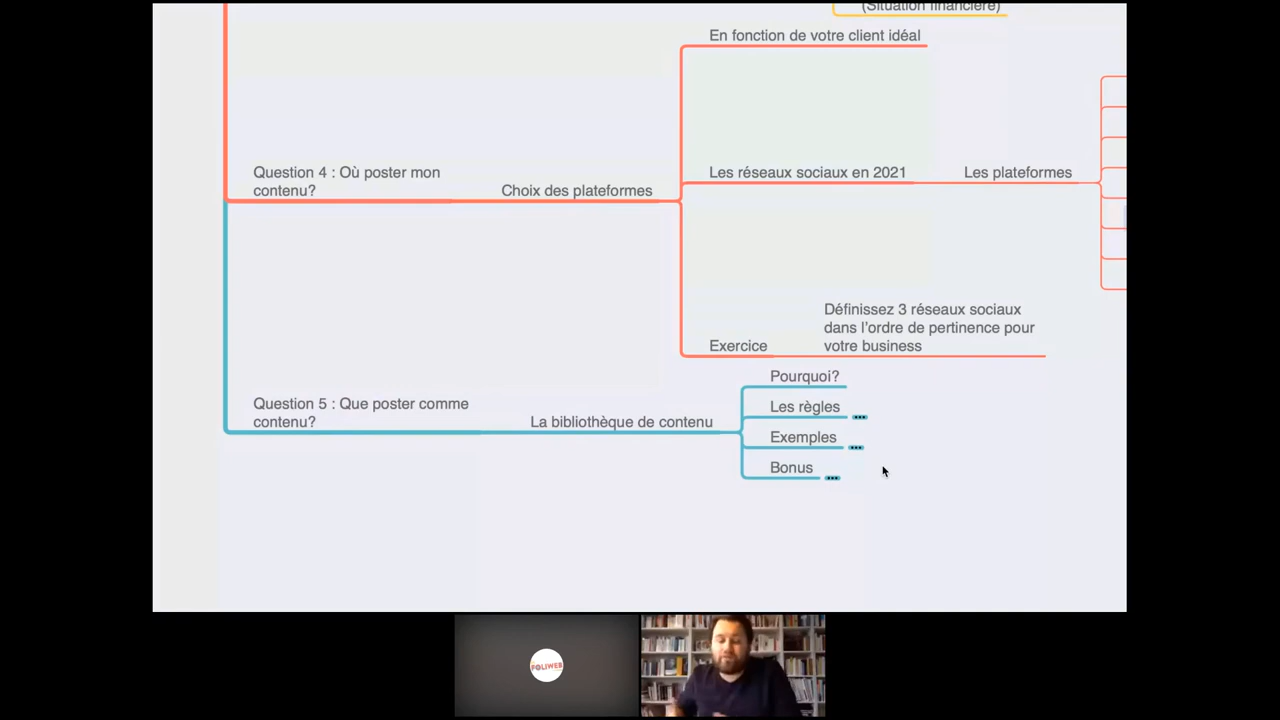 (Situation financière)
En fonction de votre client idéal
Question 4 : Où poster mon
contenu?
Choix des plateformes
Les réseaux sociaux en 2021
Les plateformes
Exercice
Définissez 3 réseaux sociaux
dans l'ordre de pertinence pour
votre business
Question 5 : Que poster comme
contenu?
La bibliothèque de contenu
Pourquoi?
Les règles
Exemples
Bonus
FOLIWEB